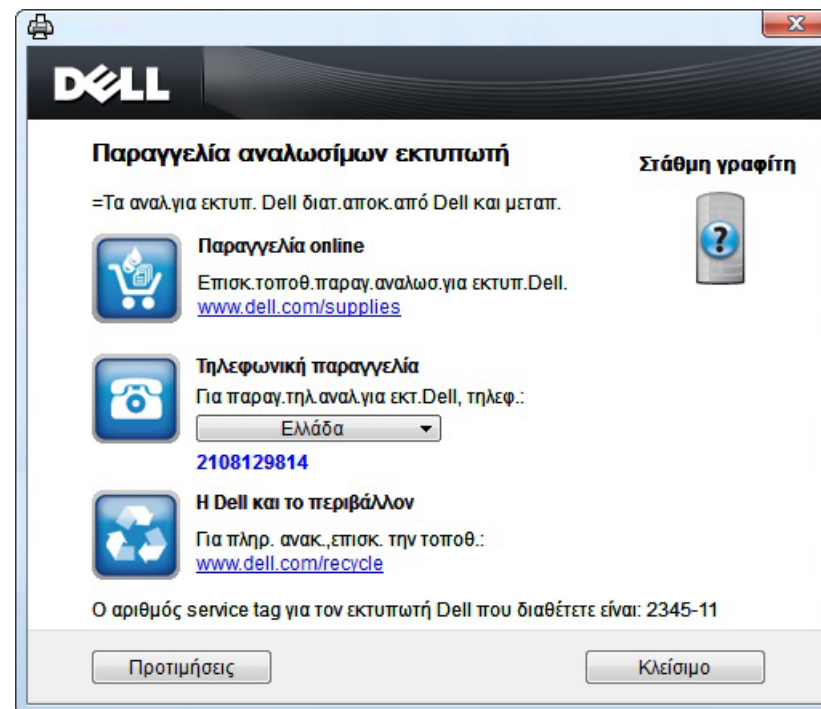 DELL
Παραγγελία αναλωσίμων εκτυπωτή
Στάθμη γραφίτη
=Τα αναλ.για εκτυπ. Dell διατ.αποκ.από Dell και μεταπ.
?
Παραγγελία online
Επισκ.τοποθ.παραγ.αναλωσ.για εκτυπ.Dell.
www.dell.com/supplies
Τηλεφωνική παραγγελία
Για παραγ.τηλ.αναλ.για εκτ.Dell, τηλεφ.:
Ελλάδα
2108129814
Η Dell και το περιβάλλον
Για πληρ. ανακ.,επισκ. την τοποθ.:
www.dell.com/recycle
Ο αριθμός service tag για τον εκτυπωτή Dell που διαθέτετε είναι: 2345-11
Προτιμήσεις
Κλείσιμο